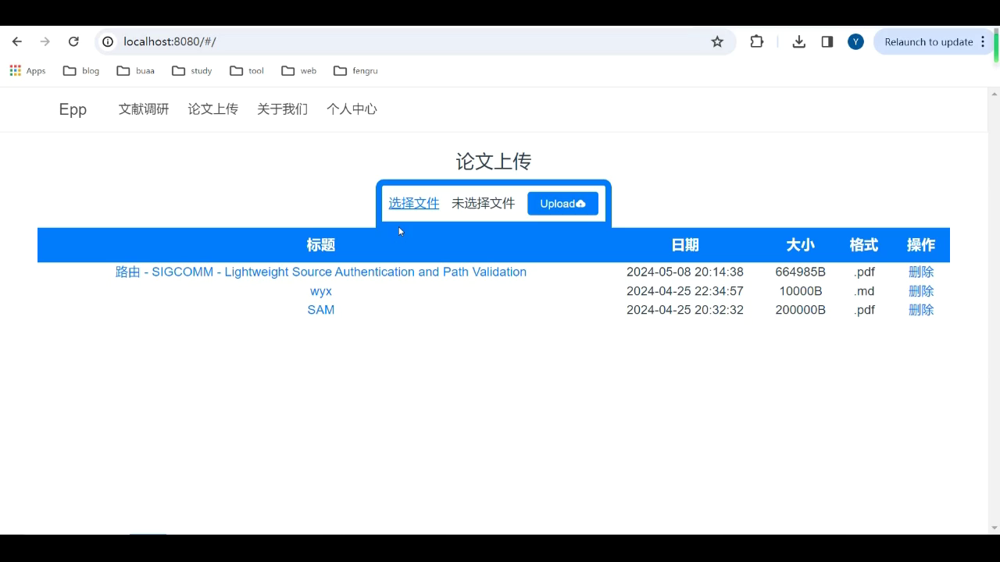 localhost:8080/#/
Y
Relaunch to update
Apps blog buaa study tool web fengru
Epp 文献调研 论文上传 关于我们 个人中心
论文上传
选择文件 未选择文件 Upload
标题 日期 大小 格式 操作
路由 - SIGCOMM - Lightweight Source Authentication and Path Validation 2024-05-08 20:14:38 664985B .pdf 删除
wyx 2024-04-25 22:34:57 10000B .md 删除
SAM 2024-04-25 20:32:32 200000B .pdf 删除